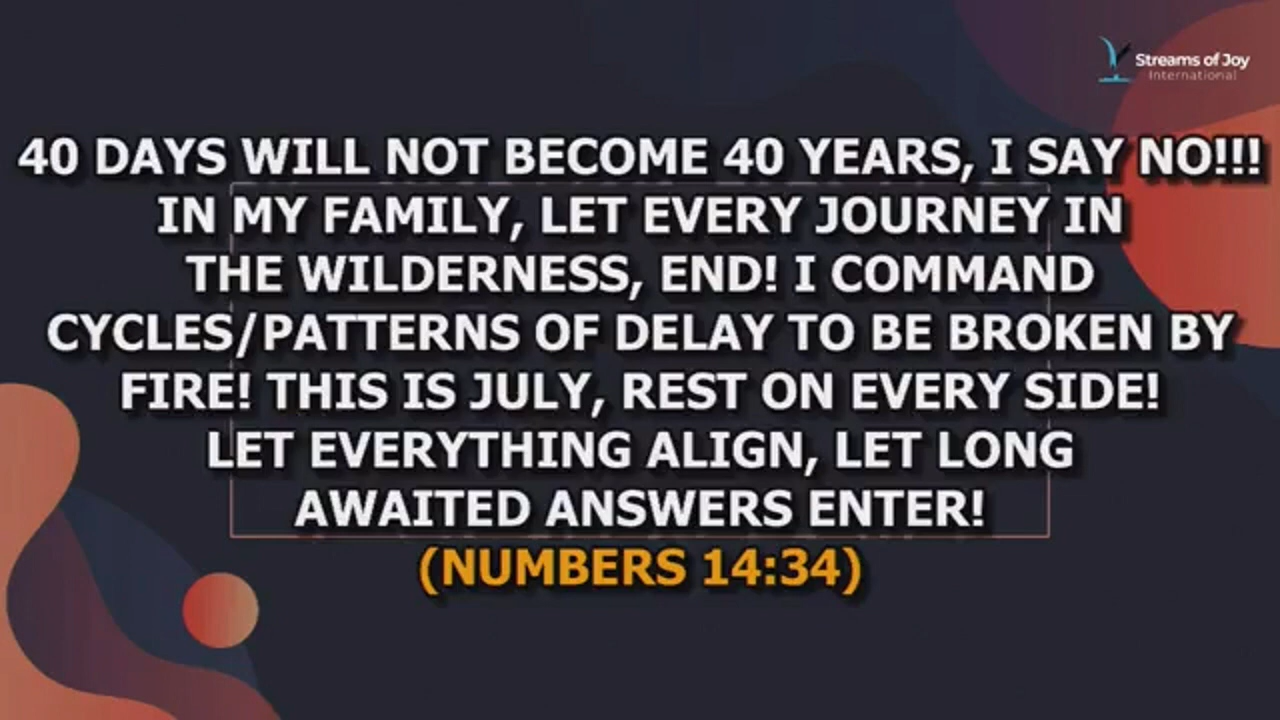 Streams of Joy
International
40 DAYS WILL NOT BECOME 40 YEARS, I SAY NO!!!
IN MY FAMILY, LET EVERY JOURNEY IN
THE WILDERNESS, END! I COMMAND
CYCLES/PATTERNS OF DELAY TO BE BROKEN BY
FIRE! THIS IS JULY, REST ON EVERY SIDE!
LET EVERYTHING ALIGN, LET LONG
AWAITED ANSWERS ENTER!
(NUMBERS 14:34)